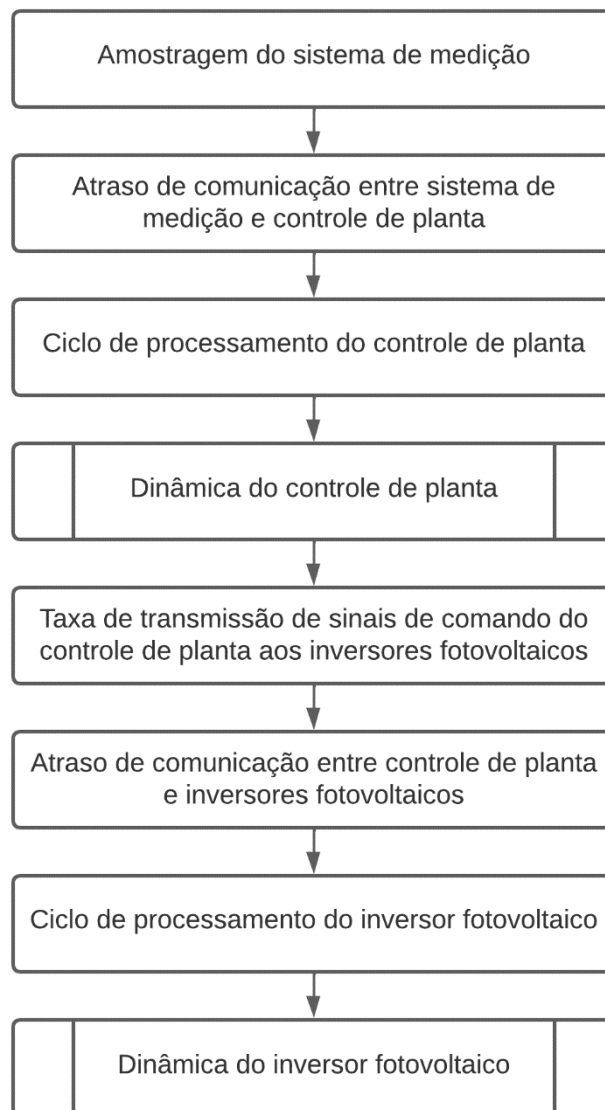 Amostragem do sistema de medição
Atraso de comunicação entre sistema de
medição e controle de planta
Ciclo de processamento do controle de planta
Dinâmica do controle de planta
Taxa de transmissão de sinais de comando do
controle de planta aos inversores fotovoltaicos
Atraso de comunicação entre controle de planta
e inversores fotovoltaicos
Ciclo de processamento do inversor fotovoltaico
Dinâmica do inversor fotovoltaico